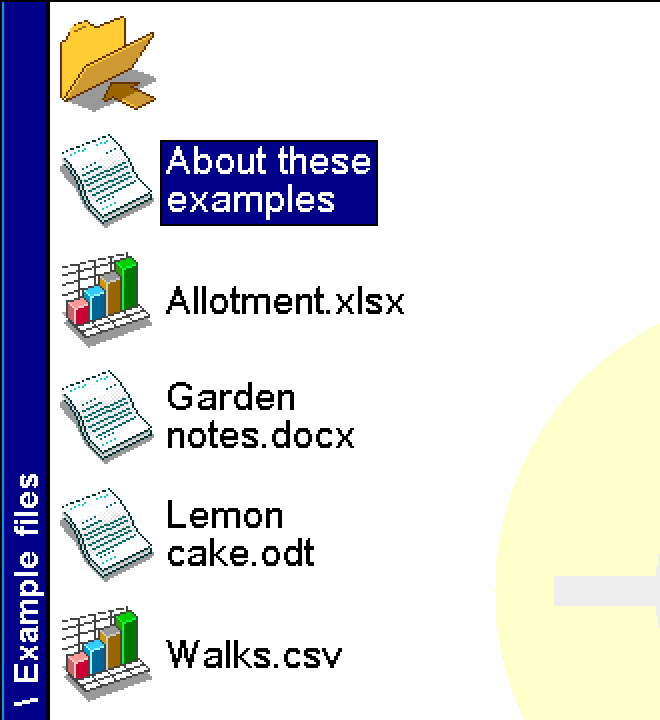 \ Example files
About these
examples
Allotment.xlsx
Garden
notes.docx
Lemon
cake.odt
Walks.csv